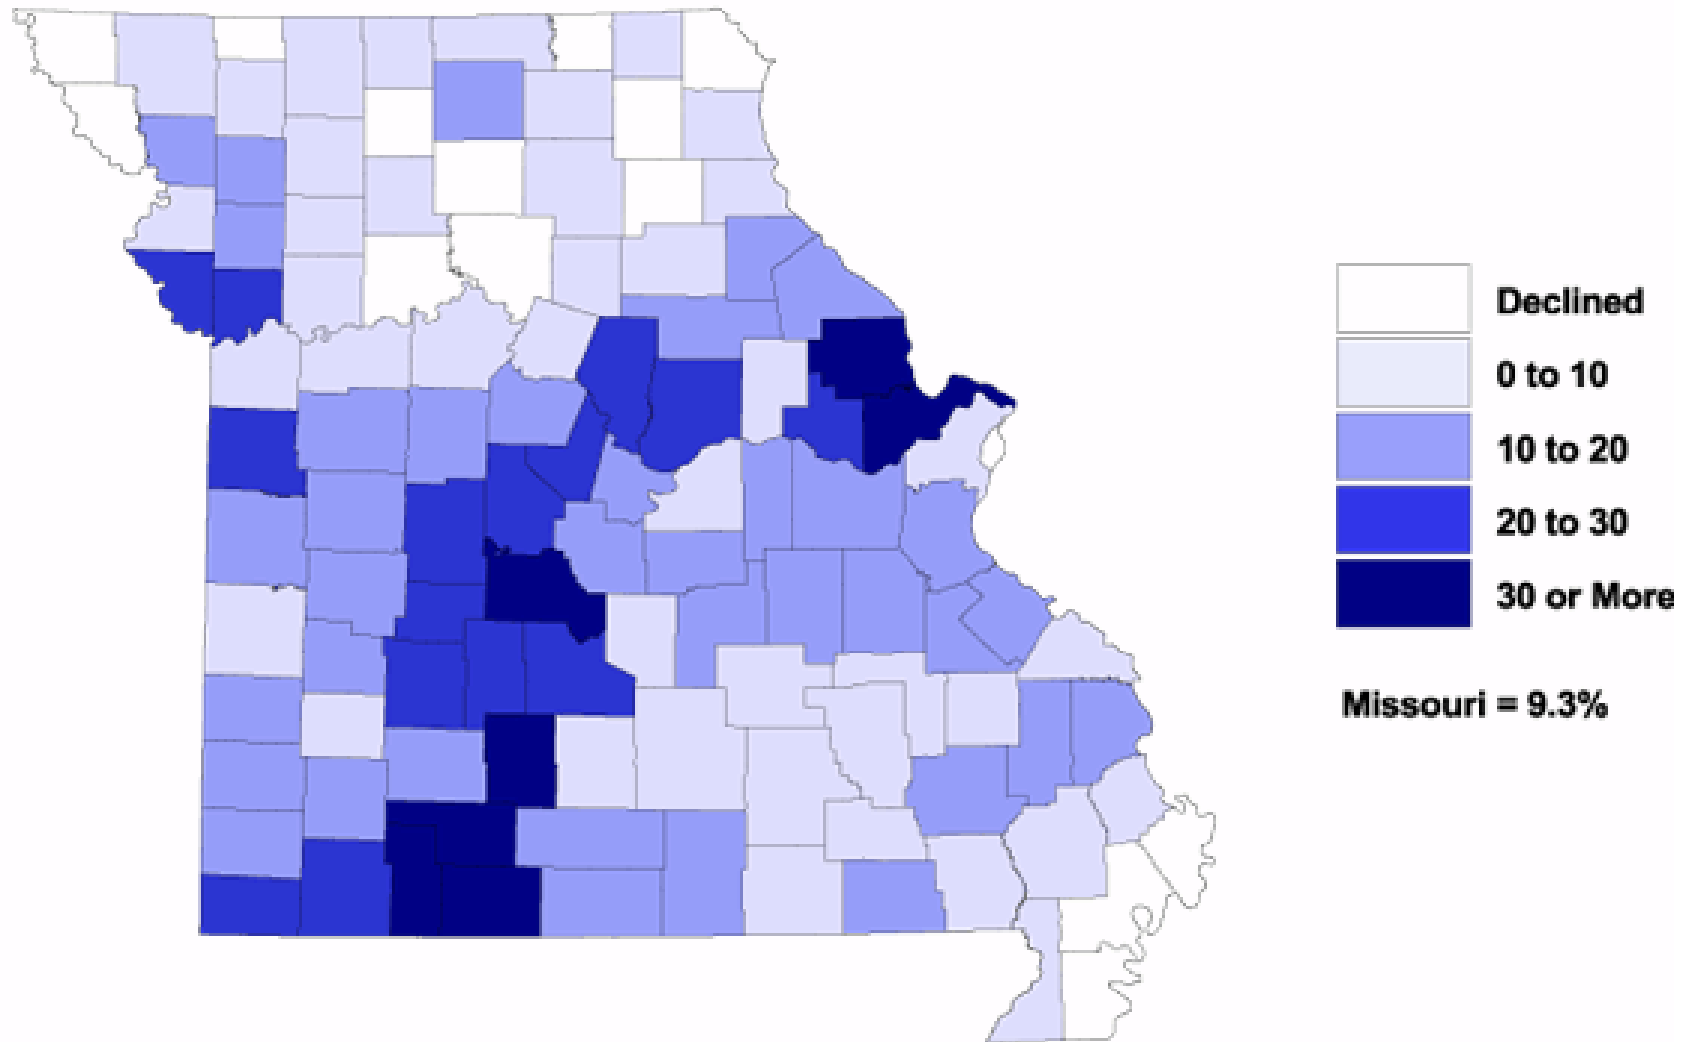 Declined
0 to 10
10 to 20
20 to 30
30 or More
Missouri = 9.3%